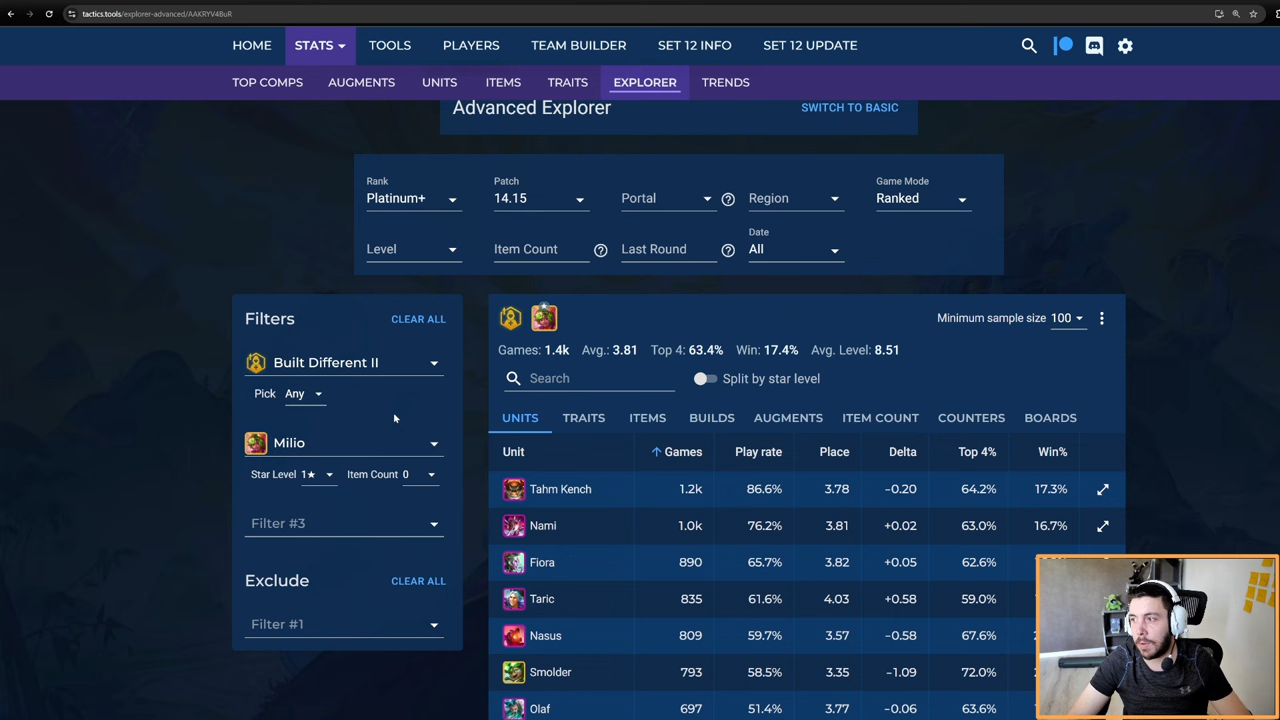 tactics.tools/explorer-advanced/AAKRYV4BuR
HOME STATS TOOLS PLAYERS TEAM BUILDER SET 12 INFO SET 12 UPDATE
TOP COMPS AUGMENTS UNITS ITEMS TRAITS EXPLORER TRENDS
Advanced Explorer SWITCH TO BASIC
Rank Patch Game Mode
Platinum+ 14.15 Portal Region Ranked
Date
Level Item Count Last Round All
Filters CLEAR ALL
Built Different II
Pick Any
Milio
Star Level 1★ Item Count 0
Filter #3
Exclude CLEAR ALL
Filter #1
Minimum sample size 100
Games: 1.4k Avg.: 3.81 Top 4: 63.4% Win: 17.4% Avg. Level: 8.51
Search Split by star level
UNITS TRAITS ITEMS BUILDS AUGMENTS ITEM COUNT COUNTERS BOARDS
Unit Games Play rate Place Delta Top 4% Win%
Tahm Kench 1.2k 86.6% 3.78 −0.20 64.2% 17.3%
Nami 1.0k 76.2% 3.81 +0.02 63.0% 16.7%
Fiora 890 65.7% 3.82 +0.05 62.6%
Taric 835 61.6% 4.03 +0.58 59.0%
Nasus 809 59.7% 3.57 −0.58 67.6%
Smolder 793 58.5% 3.35 −1.09 72.0%
Olaf 697 51.4% 3.77 −0.06 63.6%